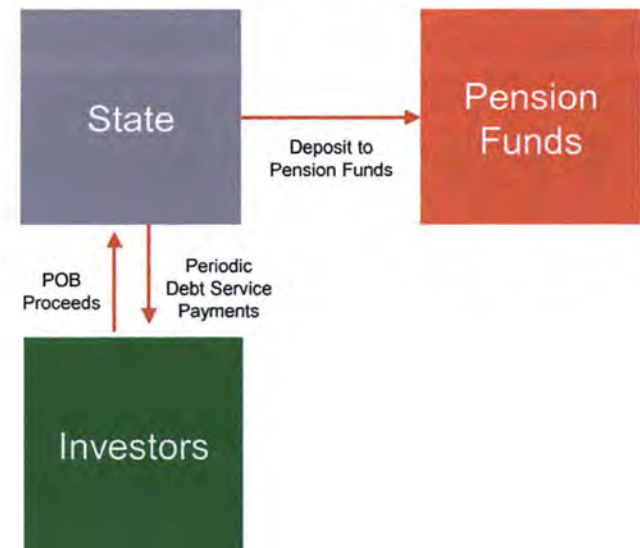 State
Pension
Funds
Deposit to
Pension Funds
POB
Proceeds
Periodic
Debt Service
Payments
Investors